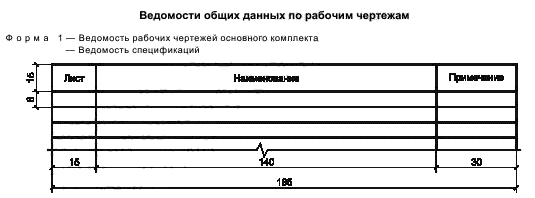 Ведомости общих данных по рабочим чертежам
Форма 1 — Ведомость рабочих чертежей основного комплекта
— Ведомость спецификаций
15
Лист Наименование Примечание
8
15 140 30
185